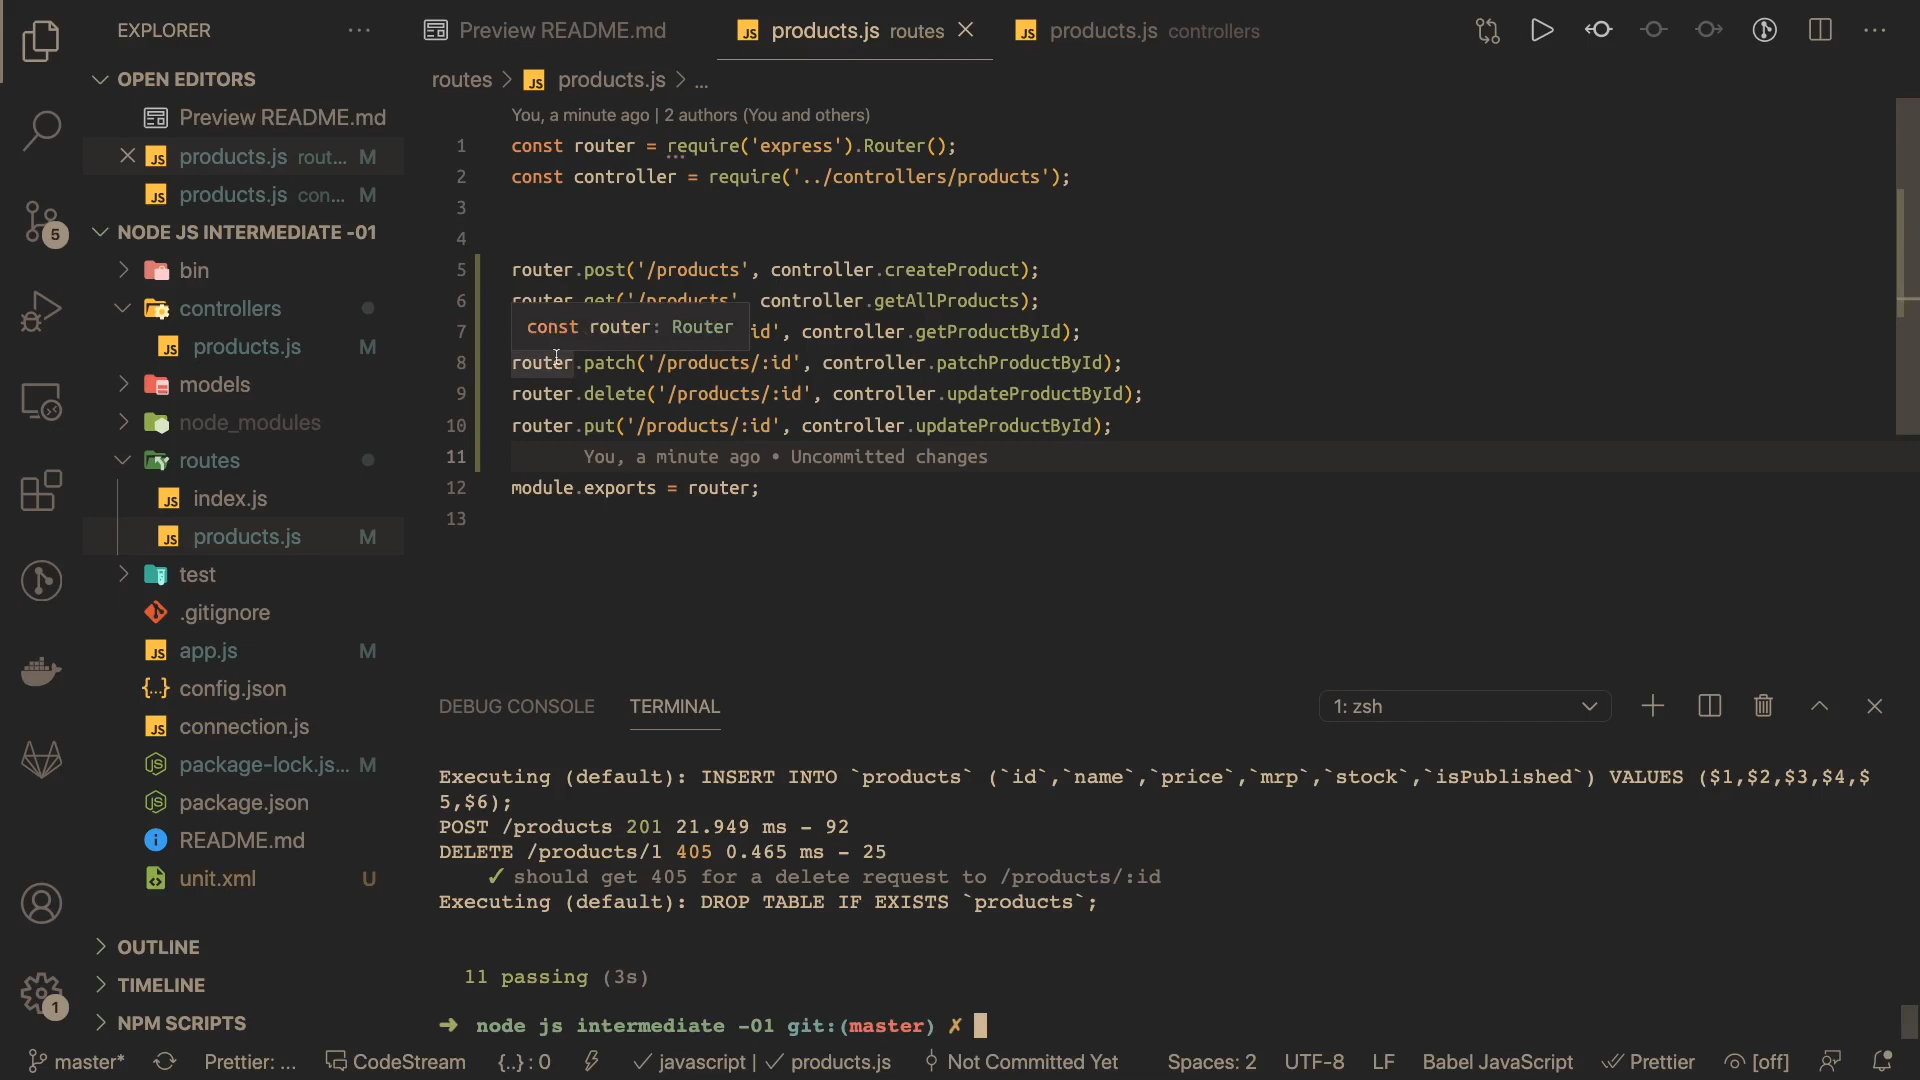 EXPLORER
Preview README.md
products.js routes
products.js controllers
OPEN EDITORS
Preview README.md
products.js rout... M
products.js con... M
NODE JS INTERMEDIATE -01
bin
controllers
products.js M
models
node_modules
routes
index.js
products.js M
test
.gitignore
app.js M
config.json
connection.js
package-lock.js... M
package.json
README.md
unit.xml U
OUTLINE
TIMELINE
NPM SCRIPTS
5
1
routes > products.js > ...
You, a minute ago | 2 authors (You and others)
1 const router = require('express').Router();
2 const controller = require('../controllers/products');
3
4
5 router.post('/products', controller.createProduct);
6 router.get('/products', controller.getAllProducts);
const router: Router
7 id', controller.getProductById);
8 router.patch('/products/:id', controller.patchProductById);
9 router.delete('/products/:id', controller.updateProductById);
10 router.put('/products/:id', controller.updateProductById);
11 You, a minute ago • Uncommitted changes
12 module.exports = router;
13
DEBUG CONSOLE
TERMINAL
1: zsh
Executing (default): INSERT INTO `products` (`id`,`name`,`price`,`mrp`,`stock`,`isPublished`) VALUES ($1,$2,$3,$4,$
5,$6);
POST /products 201 21.949 ms - 92
DELETE /products/1 405 0.465 ms - 25
✓ should get 405 for a delete request to /products/:id
Executing (default): DROP TABLE IF EXISTS `products`;
11 passing (3s)
➜ node js intermediate -01 git:(master) ✗
master*
Prettier: ...
CodeStream
{..} : 0
✓ javascript | ✓ products.js
Not Committed Yet
Spaces: 2
UTF-8
LF
Babel JavaScript
Prettier
[off]